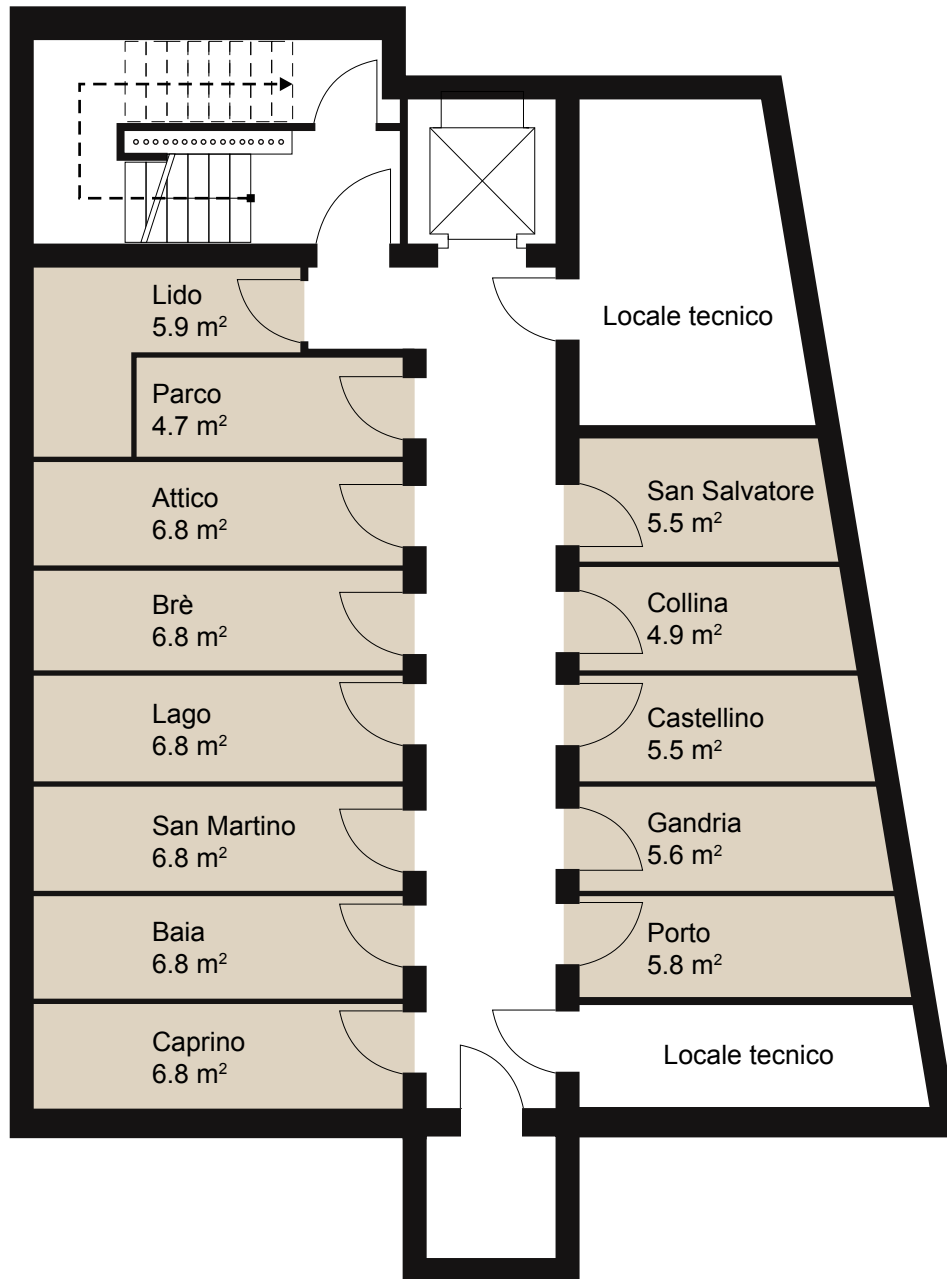 Lido
5.9 m²
Locale tecnico
Parco
4.7 m²
Attico
6.8 m²
San Salvatore
5.5 m²
Brè
6.8 m²
Collina
4.9 m²
Lago
6.8 m²
Castellino
5.5 m²
San Martino
6.8 m²
Gandria
5.6 m²
Baia
6.8 m²
Porto
5.8 m²
Caprino
6.8 m²
Locale tecnico